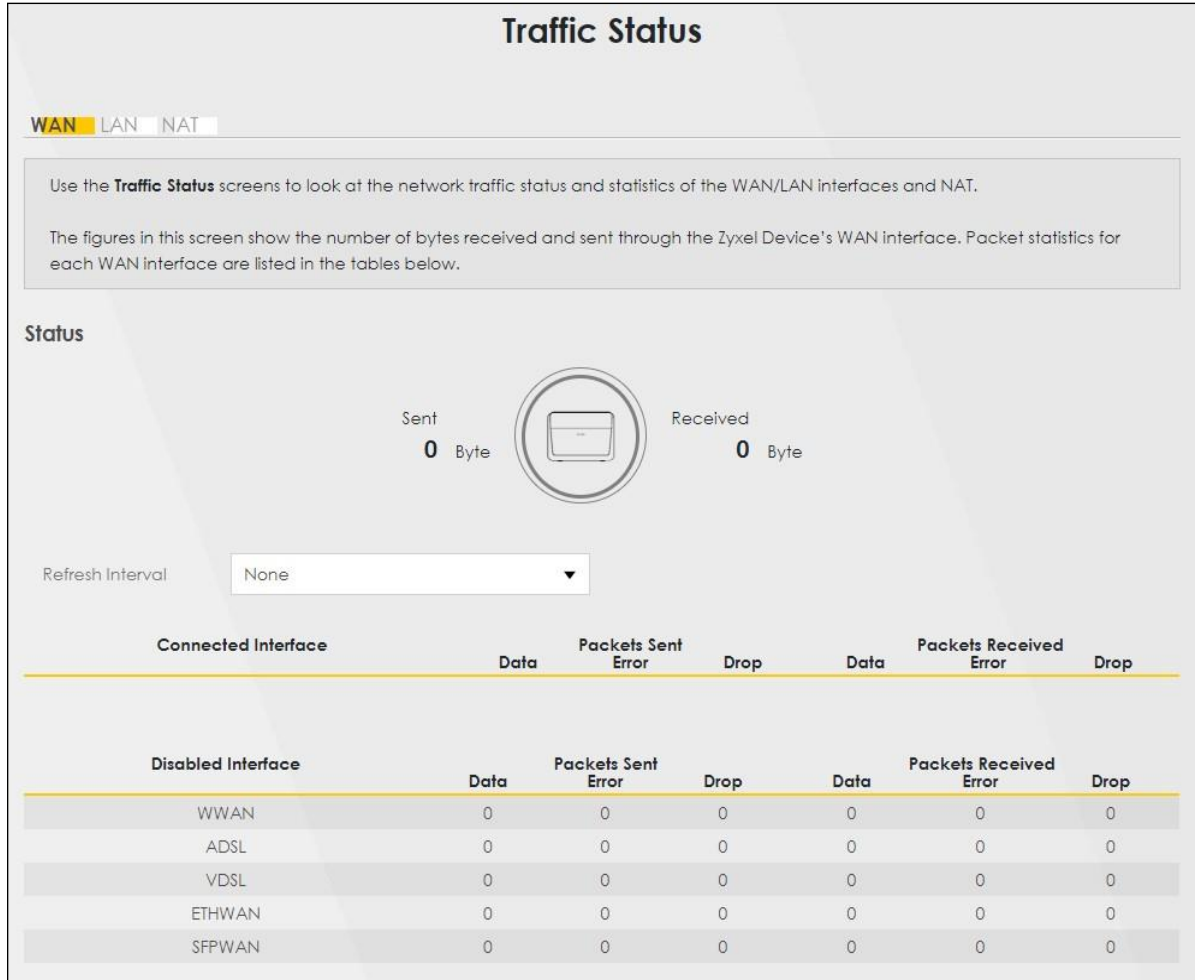 Traffic Status
WAN LAN NAT
Use the Traffic Status screens to look at the network traffic status and statistics of the WAN/LAN interfaces and NAT.
The figures in this screen show the number of bytes received and sent through the Zyxel Device's WAN interface. Packet statistics for
each WAN interface are listed in the tables below.
Status
Sent
0 Byte
Received
0 Byte
Refresh Interval None
Connected Interface Packets Sent Packets Received
Data Error Drop Data Error Drop
Disabled Interface Packets Sent Packets Received
Data Error Drop Data Error Drop
WWAN 0 0 0 0 0 0
ADSL 0 0 0 0 0 0
VDSL 0 0 0 0 0 0
ETHWAN 0 0 0 0 0 0
SFPWAN 0 0 0 0 0 0